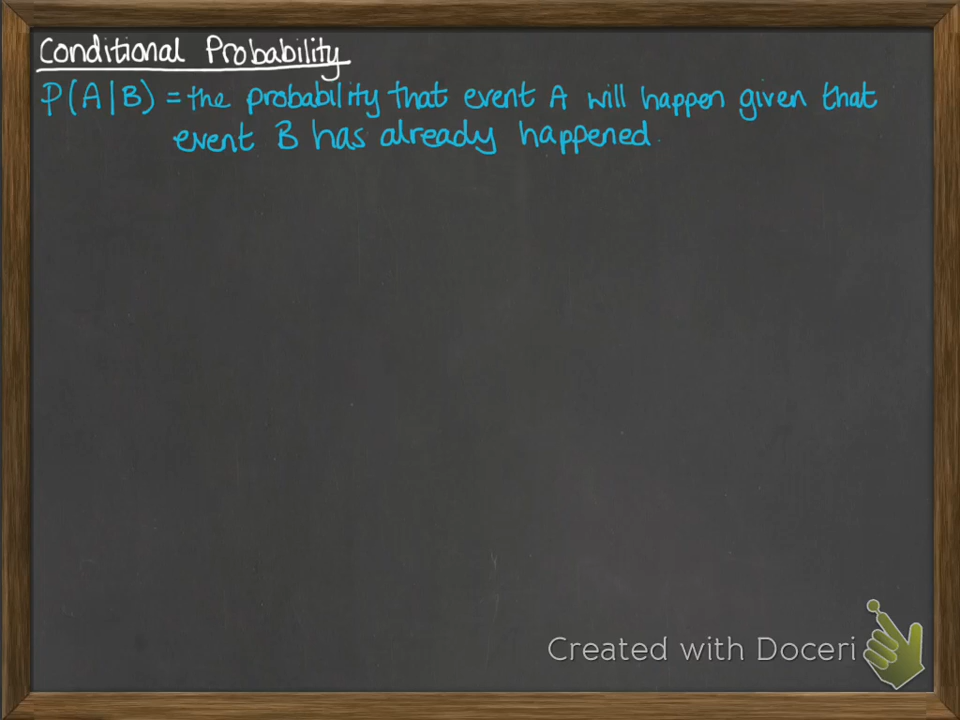 Conditional Probability
P(A|B) = the probability that event A will happen given that
event B has already happened.
Created with Doceri